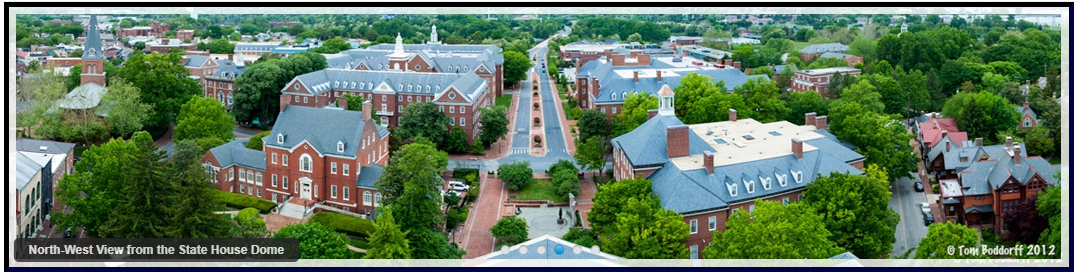 North-West View from the State House Dome
© Tom Boddorff 2012